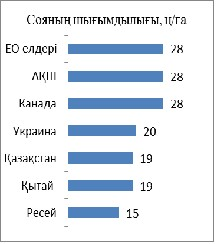 Сояның шығымдылығы, ц/га
ЕО елдері 28
АҚШ 28
Канада 28
Украина 20
Қазақстан 19
Қытай 19
Ресей 15